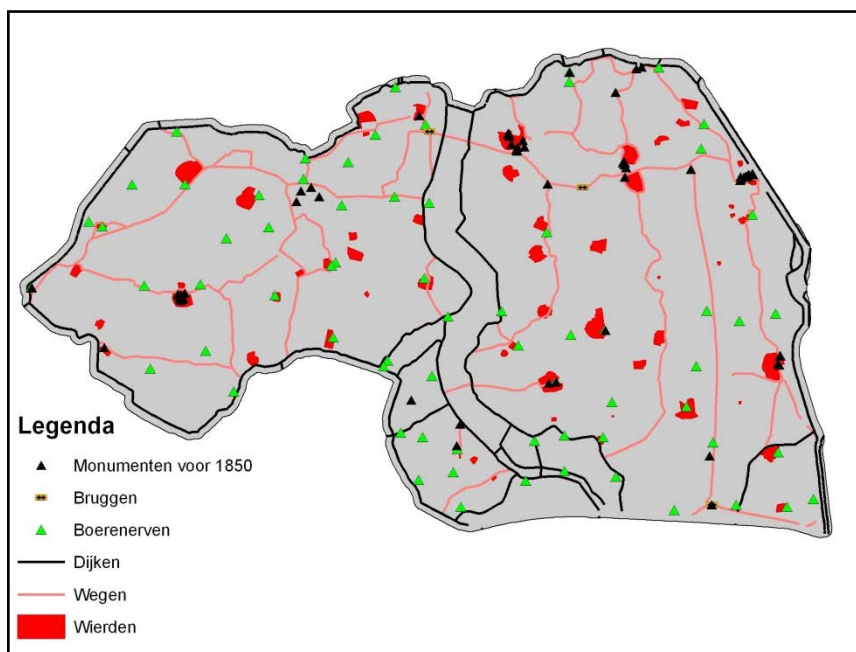 Legenda
Monumenten voor 1850
Bruggen
Boerenerven
Dijken
Wegen
Wierden